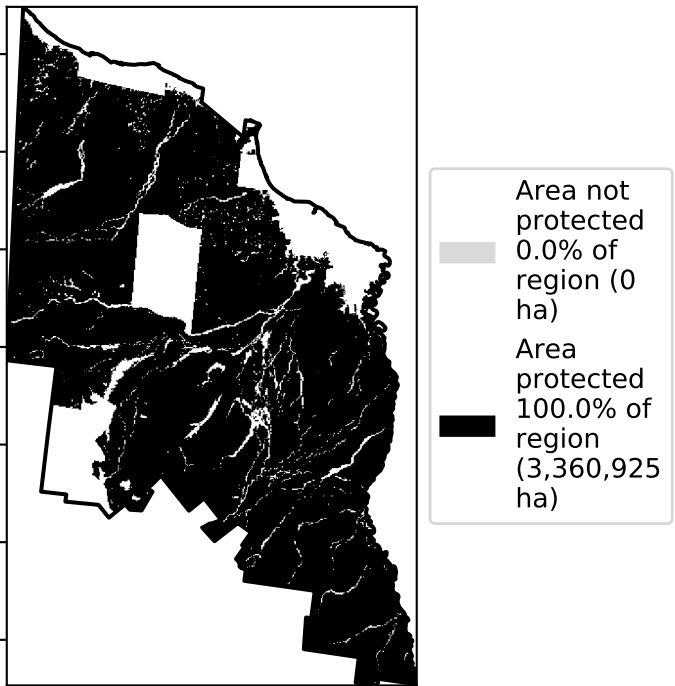 Area not
protected
0.0% of
region (0
ha)
Area
protected
100.0% of
region
(3,360,925
ha)